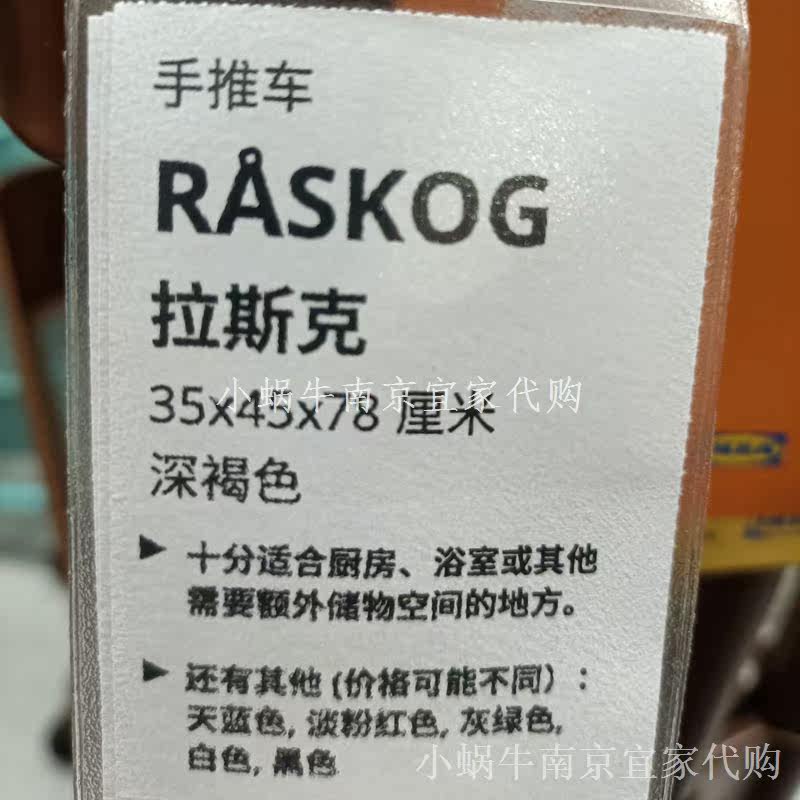 手推车
RÅSKOG
拉斯克
35x45x78 厘米
小蜗牛南京宜家代购
深褐色
▶ 十分适合厨房、浴室或其他
需要额外储物空间的地方。
▶ 还有其他 (价格可能不同) :
天蓝色, 淡粉红色, 灰绿色,
白色, 黑色
小蜗牛南京宜家代购
IKEA